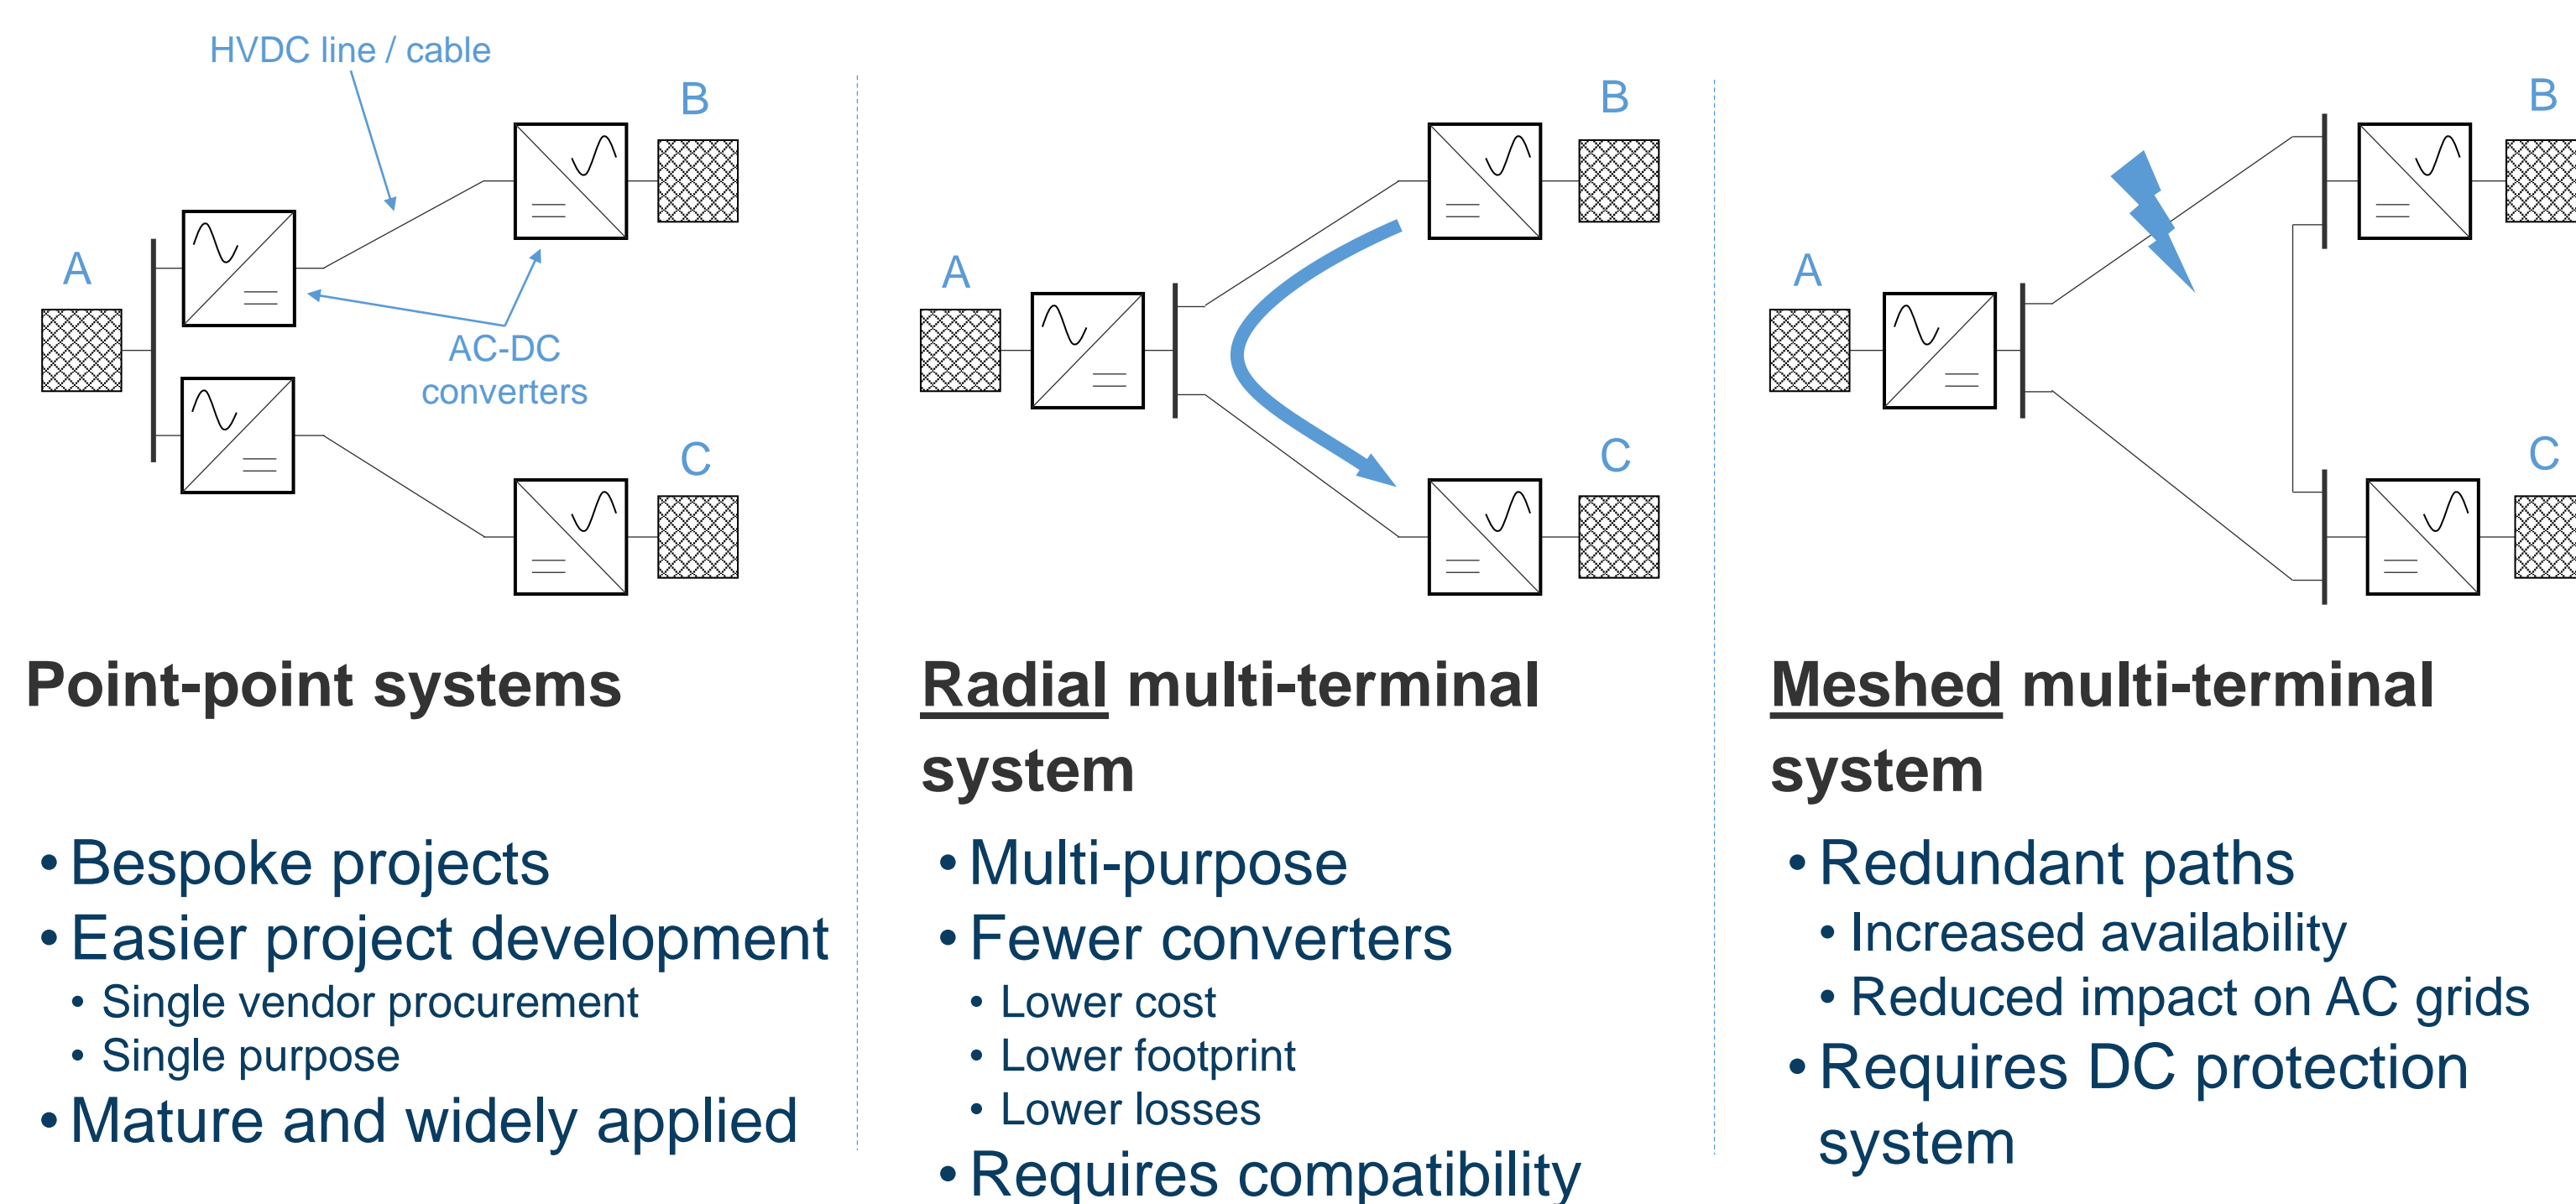 HVDC line / cable
A
B
AC-DC
converters
C
Point-point systems
• Bespoke projects
• Easier project development
• Single vendor procurement
• Single purpose
• Mature and widely applied
A
B
C
Radial multi-terminal
system
• Multi-purpose
• Fewer converters
• Lower cost
• Lower footprint
• Lower losses
• Requires compatibility
A
B
C
Meshed multi-terminal
system
• Redundant paths
• Increased availability
• Reduced impact on AC grids
• Requires DC protection
system